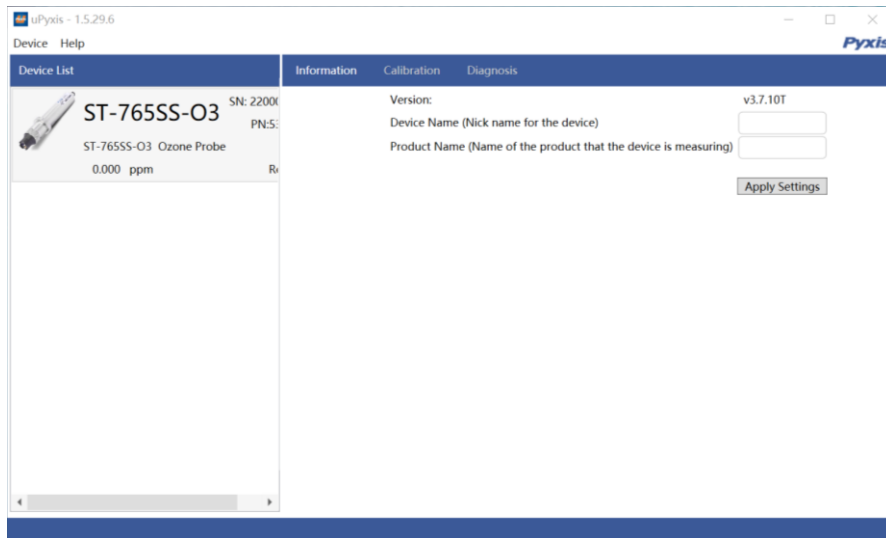 uPyxis - 1.5.29.6
Device Help
Pyxis
Device List
Information Calibration Diagnosis
ST-765SS-O3
SN: 2200
PN:5
ST-765SS-O3 Ozone Probe
0.000 ppm
Version: v3.7.10T
Device Name (Nick name for the device)
Product Name (Name of the product that the device is measuring)
Apply Settings